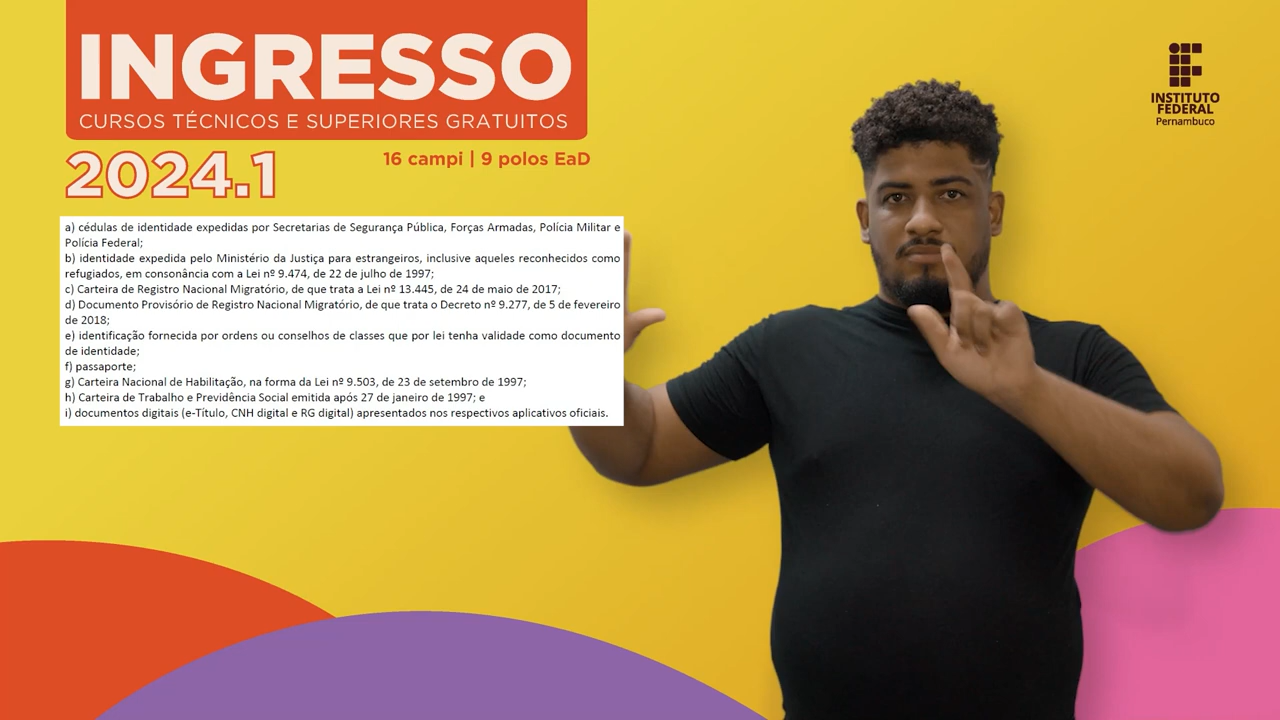 INGRESSO
CURSOS TÉCNICOS E SUPERIORES GRATUITOS
2024.1
16 campi | 9 polos EaD
INSTITUTO
FEDERAL
Pernambuco
a) cédulas de identidade expedidas por Secretarias de Segurança Pública, Forças Armadas, Polícia Militar e
Polícia Federal;
b) identidade expedida pelo Ministério da Justiça para estrangeiros, inclusive aqueles reconhecidos como
refugiados, em consonância com a Lei nº 9.474, de 22 de julho de 1997;
c) Carteira de Registro Nacional Migratório, de que trata a Lei nº 13.445, de 24 de maio de 2017;
d) Documento Provisório de Registro Nacional Migratório, de que trata o Decreto nº 9.277, de 5 de fevereiro
de 2018;
e) identificação fornecida por ordens ou conselhos de classes que por lei tenha validade como documento
de identidade;
f) passaporte;
g) Carteira Nacional de Habilitação, na forma da Lei nº 9.503, de 23 de setembro de 1997;
h) Carteira de Trabalho e Previdência Social emitida após 27 de janeiro de 1997; e
i) documentos digitais (e-Título, CNH digital e RG digital) apresentados nos respectivos aplicativos oficiais.